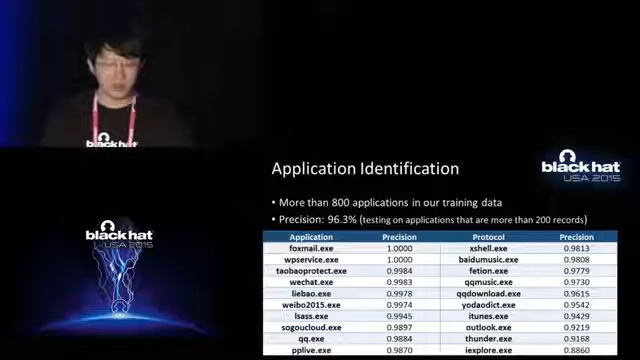 black hat
Application Identification
black hat
USA 2015
• More than 800 applications in our training data
• Precision: 96.3% (testing on applications that are more than 200 records)
black hat
USA 2015
Application Precision Protocol Precision
foxmail.exe 1.0000 xshell.exe 0.9813
wpservice.exe 1.0000 baidumusic.exe 0.9808
taobaoprotect.exe 0.9984 fetion.exe 0.9779
wechat.exe 0.9983 qqmusic.exe 0.9730
liebao.exe 0.9978 qqdownload.exe 0.9615
weibo2015.exe 0.9974 yodaodict.exe 0.9542
lsass.exe 0.9945 itunes.exe 0.9429
sogoucloud.exe 0.9897 outlook.exe 0.9219
qq.exe 0.9884 thunder.exe 0.9168
pplive.exe 0.9870 iexplore.exe 0.8860